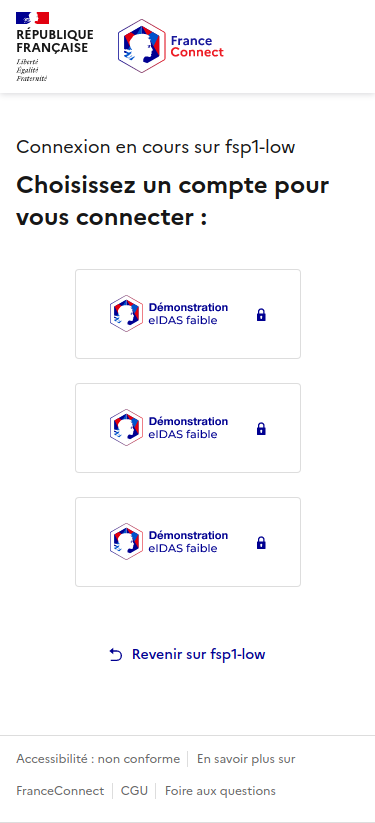 RÉPUBLIQUE
FRANÇAISE
Liberté
Égalité
Fraternité
France
Connect
Connexion en cours sur fsp1-low
Choisissez un compte pour
vous connecter :
Démonstration
eIDAS faible
Démonstration
eIDAS faible
Démonstration
eIDAS faible
Revenir sur fsp1-low
Accessibilité : non conforme
En savoir plus sur
FranceConnect
CGU
Foire aux questions